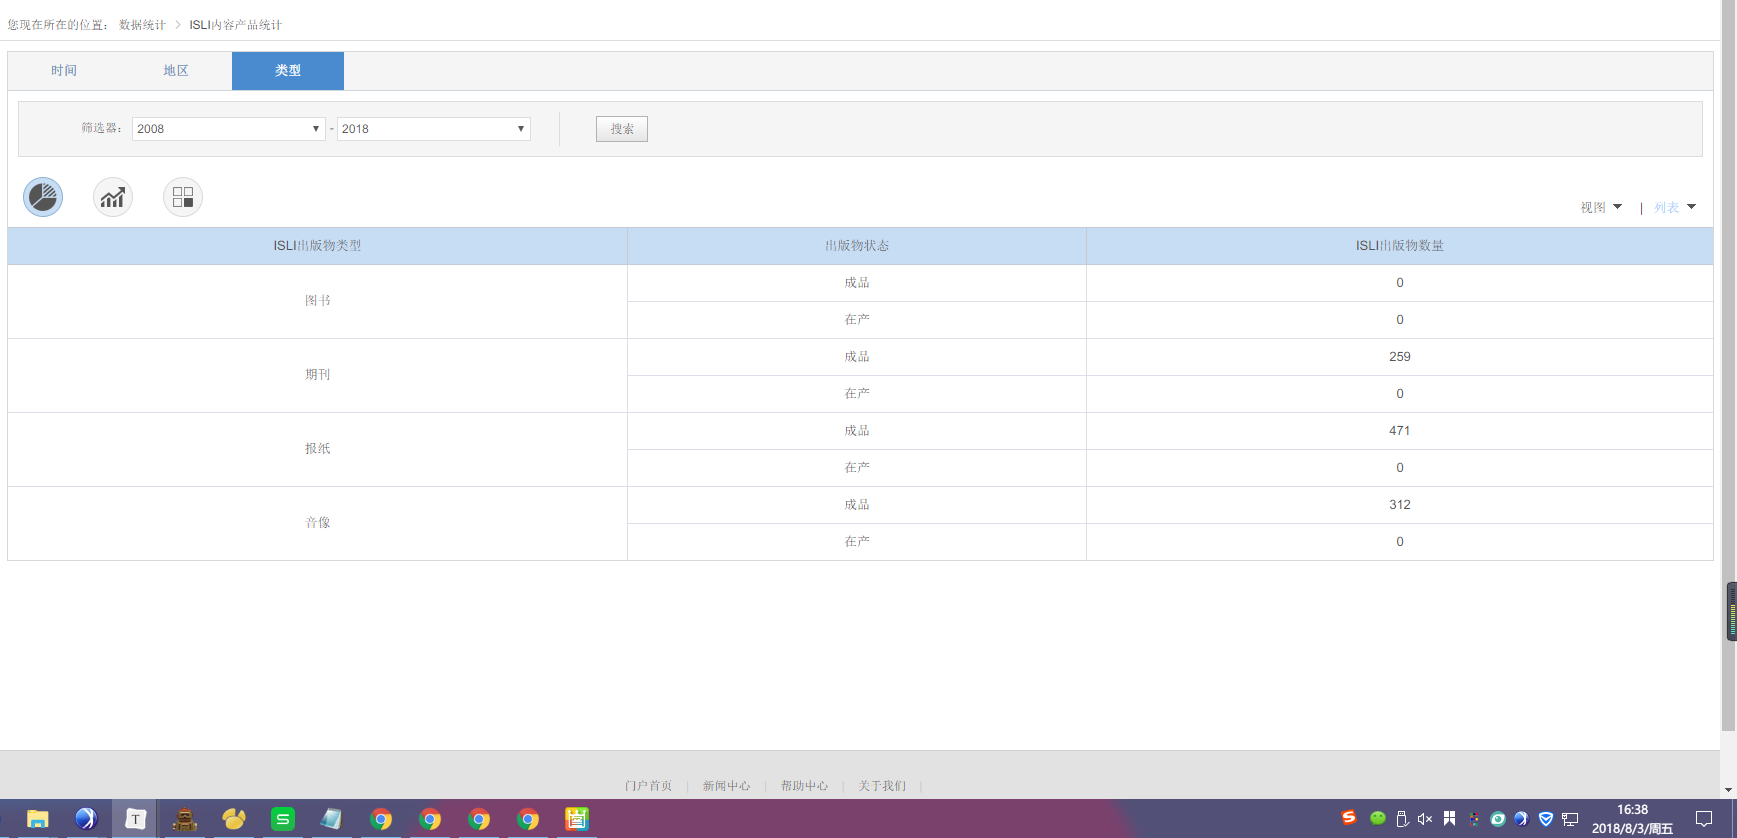 您现在所在的位置： 数据统计 > ISLI内容产品统计
时间 地区 类型
筛选器： 2008 - 2018 搜索
视图 | 列表
ISLI出版物类型 出版物状态 ISLI出版物数量
图书 成品 0
在产 0
期刊 成品 259
在产 0
报纸 成品 471
在产 0
音像 成品 312
在产 0
门户首页 | 新闻中心 | 帮助中心 | 关于我们 |
16:38
2018/8/3/周五